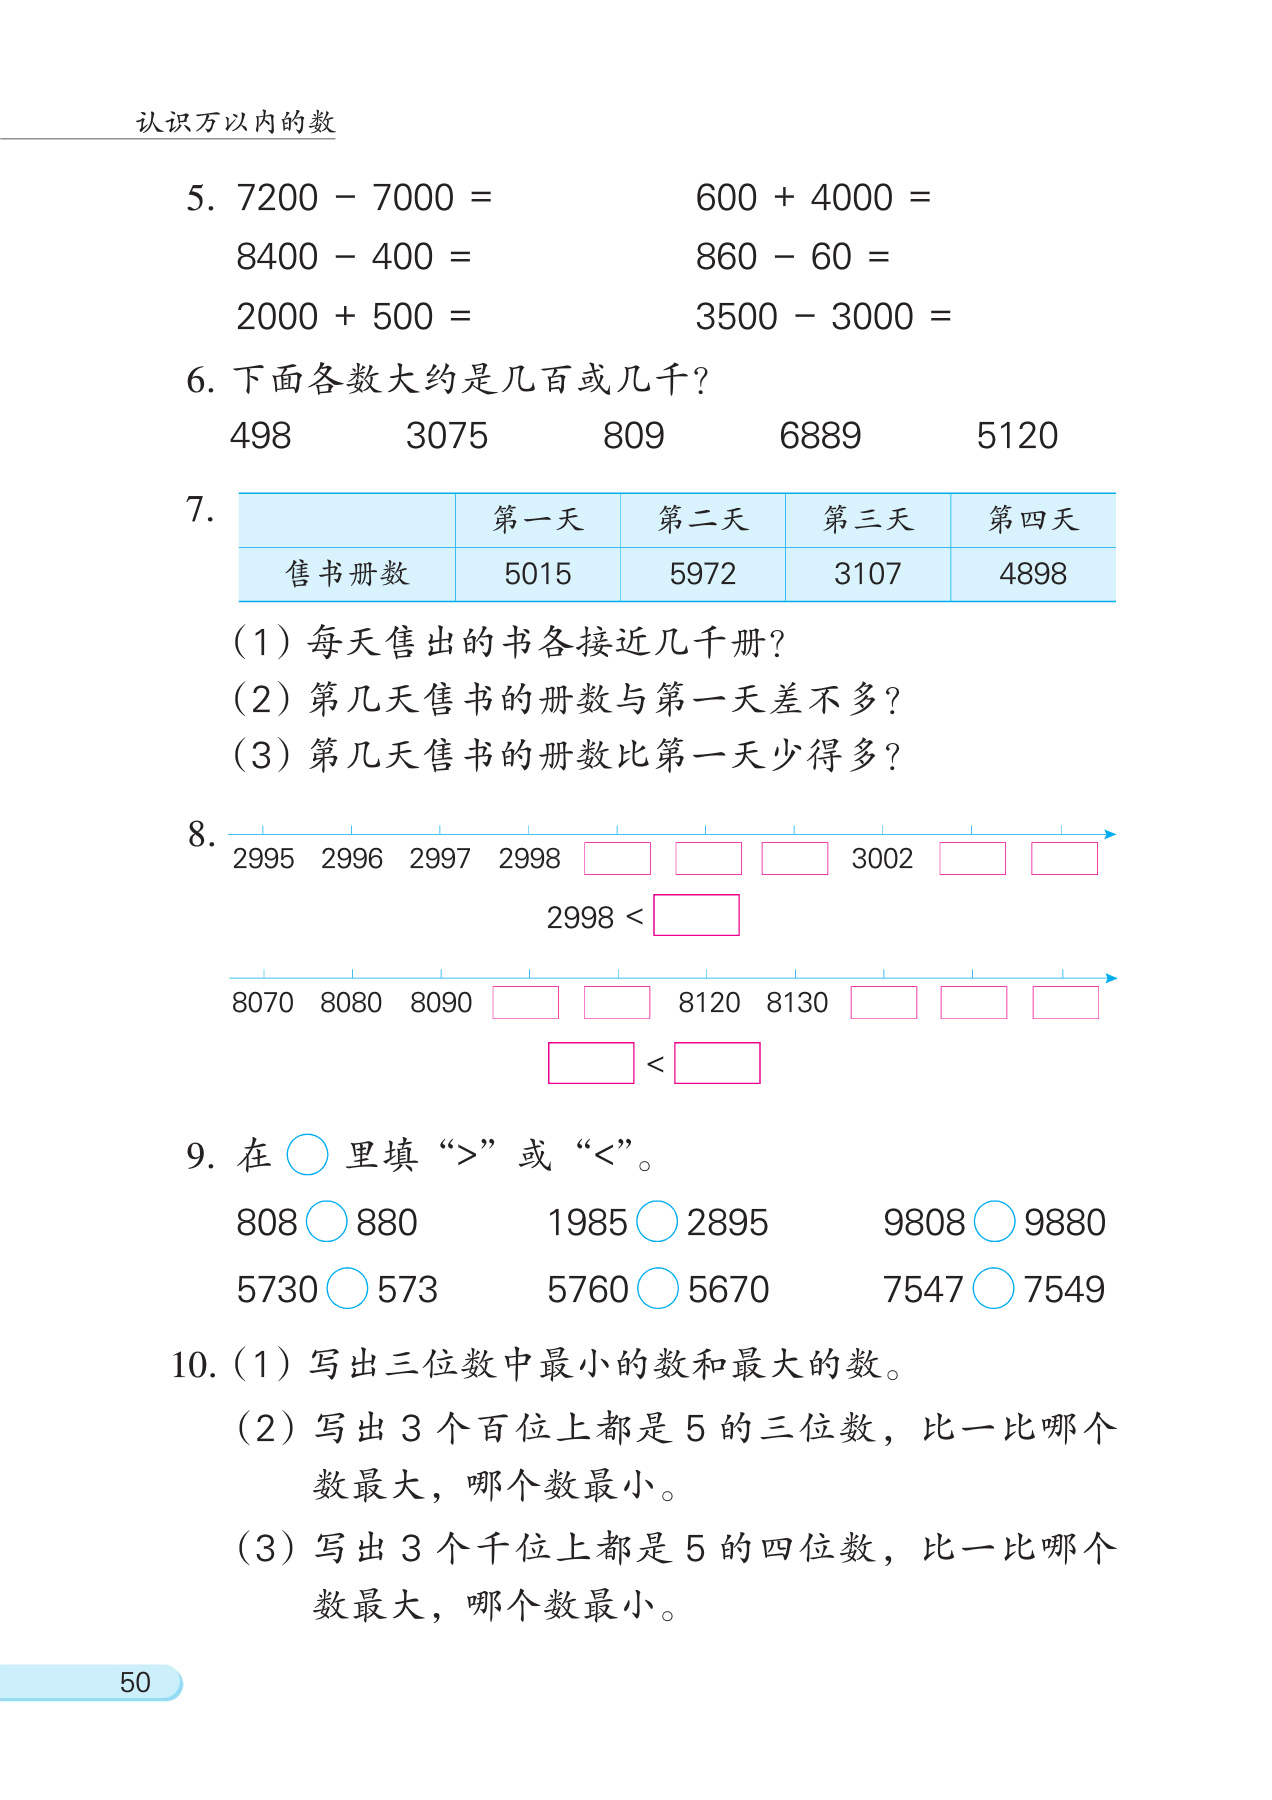 认识万以内的数
5. 7200 − 7000 = 600 + 4000 =
8400 − 400 = 860 − 60 =
2000 + 500 = 3500 − 3000 =
6. 下面各数大约是几百或几千?
498 3075 809 6889 5120
7.
第一天 第二天 第三天 第四天
售书册数 5015 5972 3107 4898
(1) 每天售出的书各接近几千册?
(2) 第几天售书的册数与第一天差不多?
(3) 第几天售书的册数比第一天少得多?
8.
2995 2996 2997 2998 3002
2998 <
8070 8080 8090 8120 8130
<
9. 在 里填“>”或“<”。
808 880 1985 2895 9808 9880
5730 573 5760 5670 7547 7549
10. (1) 写出三位数中最小的数和最大的数。
(2) 写出 3 个百位上都是 5 的三位数，比一比哪个
数最大，哪个数最小。
(3) 写出 3 个千位上都是 5 的四位数，比一比哪个
数最大，哪个数最小。
50